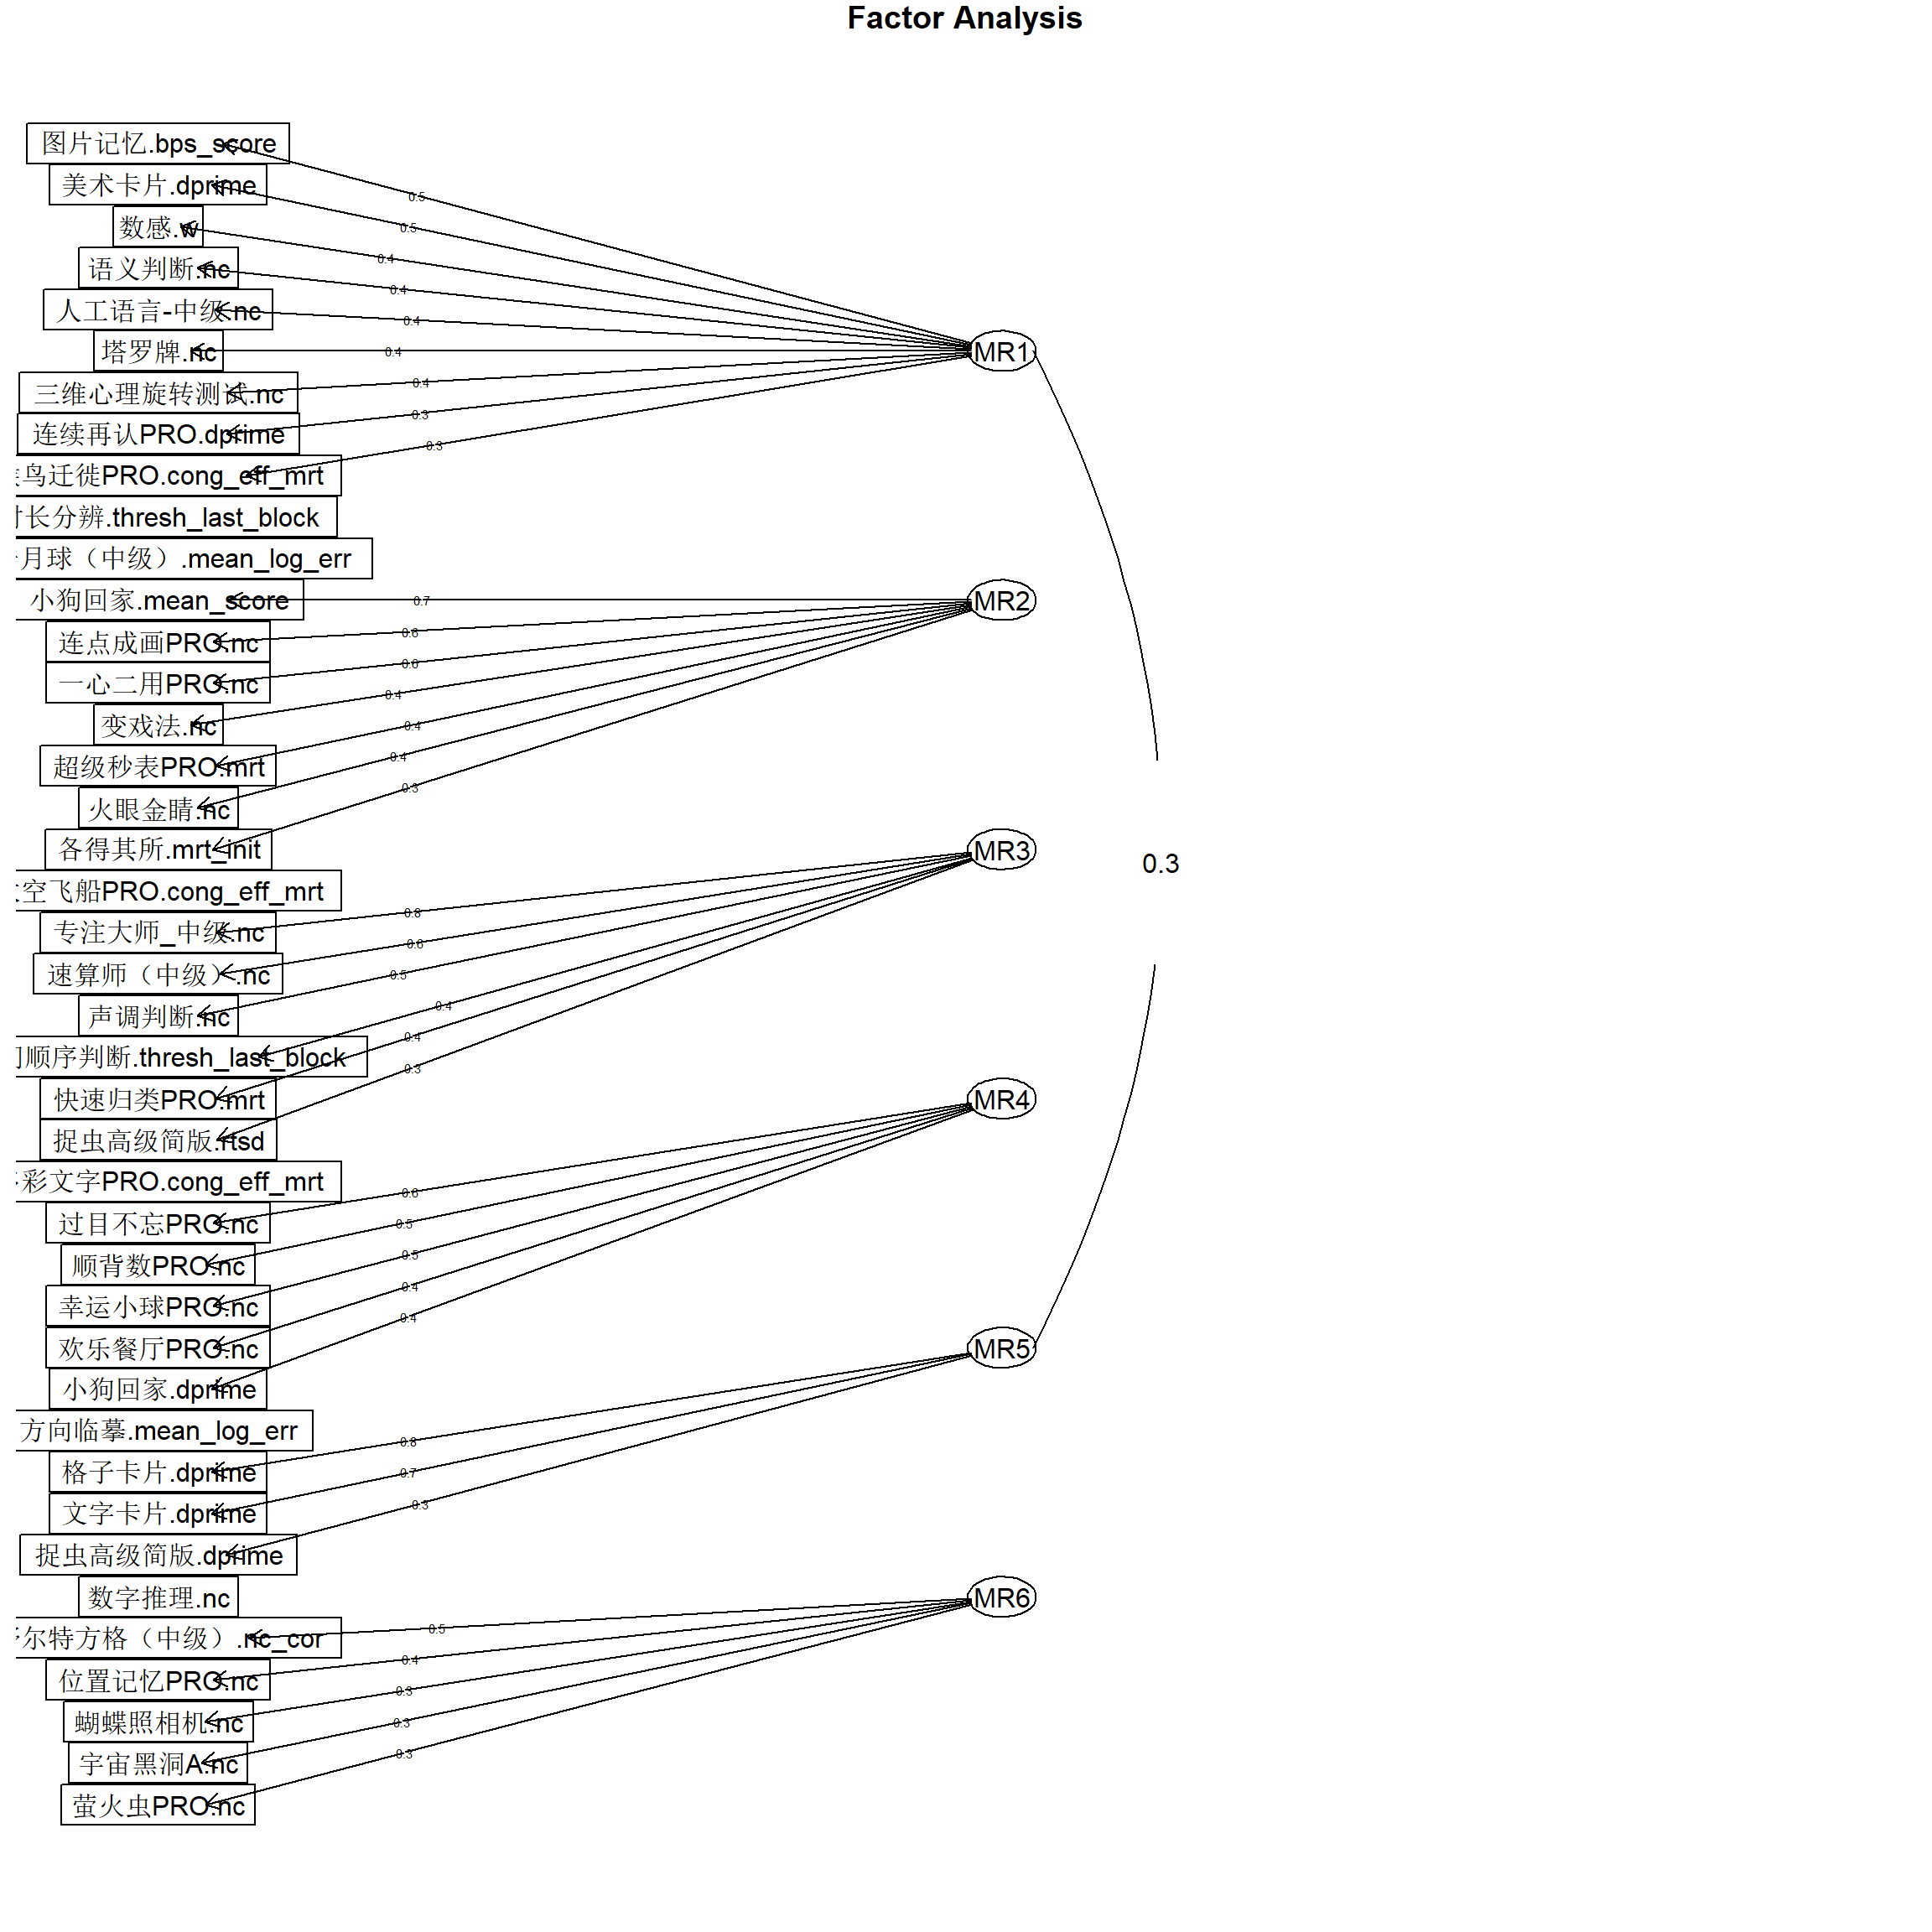 Factor Analysis
图片记忆.bps_score
美术卡片.dprime
0.5
0.5
数感.w
0.4
语义判断.nc
0.4
人工语言-中级.nc
0.4
塔罗牌.nc
0.4
MR1
三维心理旋转测试.nc
0.4
连续再认PRO.dprime
0.3
鸟迁徙PRO.cong_eff_mrt
0.3
长分辨.thresh_last_block
月球（中级）.mean_log_err
小狗回家.mean_score
0.7
MR2
连点成画PRO.nc
0.6
一心二用PRO.nc
0.6
变戏法.nc
0.4
超级秒表PRO.mrt
0.4
火眼金睛.nc
0.4
各得其所.mrt_init
0.3
MR3
0.3
空飞船PRO.cong_eff_mrt
专注大师_中级.nc
0.8
速算师（中级）.nc
0.6
声调判断.nc
0.5
顺序判断.thresh_last_block
0.4
快速归类PRO.mrt
0.4
捉虫高级简版.rtsd
0.3
MR4
彩文字PRO.cong_eff_mrt
过目不忘PRO.nc
0.6
顺背数PRO.nc
0.5
幸运小球PRO.nc
0.5
欢乐餐厅PRO.nc
0.4
小狗回家.dprime
0.4
MR5
方向临摹.mean_log_err
格子卡片.dprime
0.8
文字卡片.dprime
0.7
捉虫高级简版.dprime
0.3
数字推理.nc
MR6
尔特方格（中级）.nc_cor
0.5
位置记忆PRO.nc
0.4
蝴蝶照相机.nc
0.3
宇宙黑洞A.nc
0.3
萤火虫PRO.nc
0.3